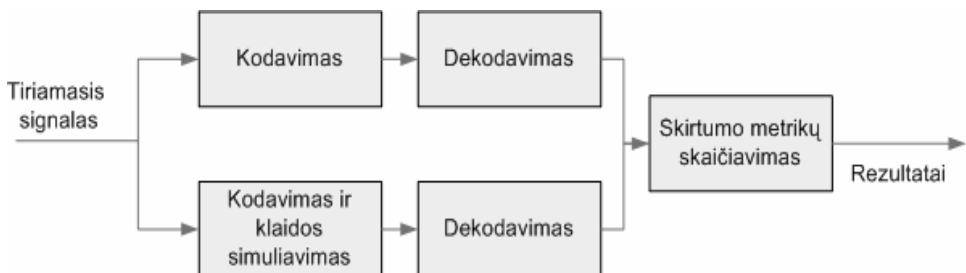 Tiriamasis
signalas
Kodavimas
Dekodavimas
Kodavimas ir
klaidos
simuliavimas
Dekodavimas
Skirtumo metrikų
skaičiavimas
Rezultatai